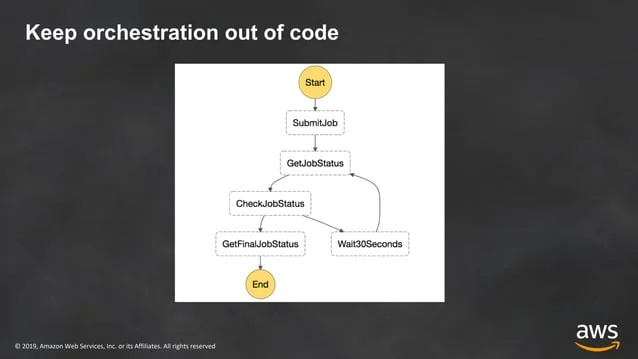 Keep orchestration out of code
Start
SubmitJob
GetJobStatus
CheckJobStatus
GetFinalJobStatus
Wait30Seconds
End
© 2019, Amazon Web Services, Inc. or its Affiliates. All rights reserved
aws